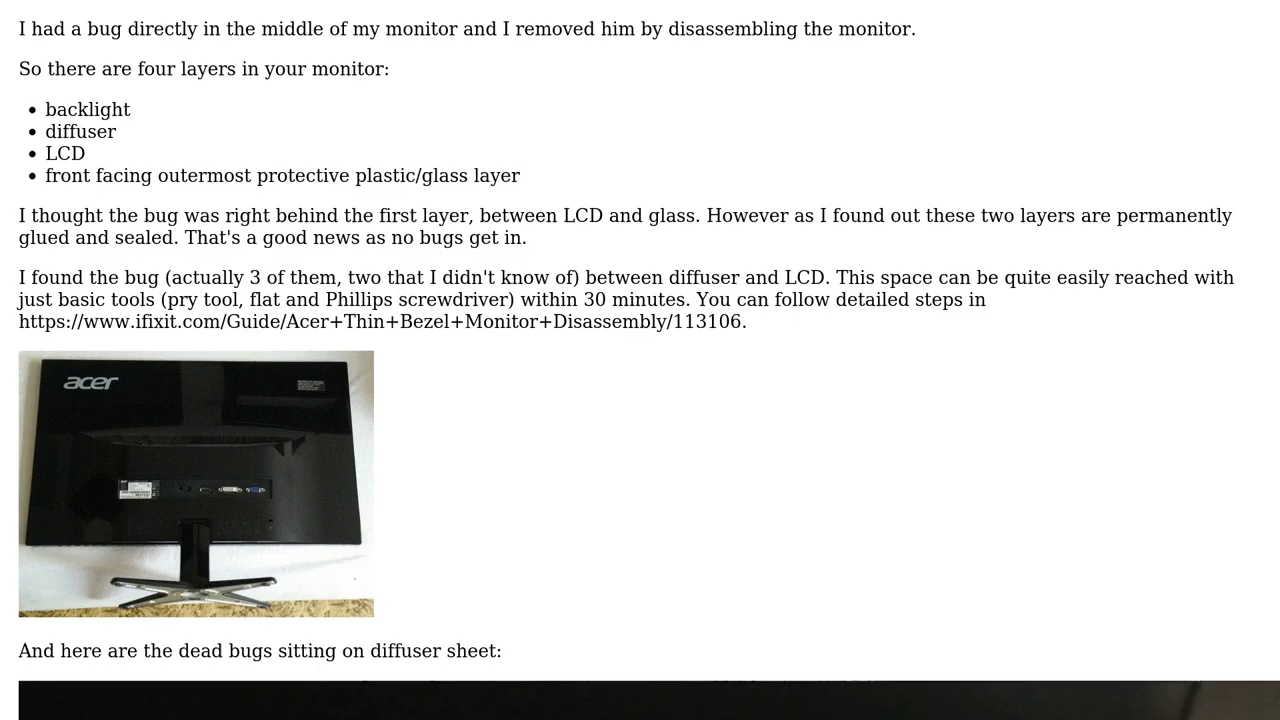 I had a bug directly in the middle of my monitor and I removed him by disassembling the monitor.
So there are four layers in your monitor:
• backlight
• diffuser
• LCD
• front facing outermost protective plastic/glass layer
I thought the bug was right behind the first layer, between LCD and glass. However as I found out these two layers are permanently
glued and sealed. That's a good news as no bugs get in.
I found the bug (actually 3 of them, two that I didn't know of) between diffuser and LCD. This space can be quite easily reached with
just basic tools (pry tool, flat and Phillips screwdriver) within 30 minutes. You can follow detailed steps in
https://www.ifixit.com/Guide/Acer+Thin+Bezel+Monitor+Disassembly/113106.
acer
And here are the dead bugs sitting on diffuser sheet: